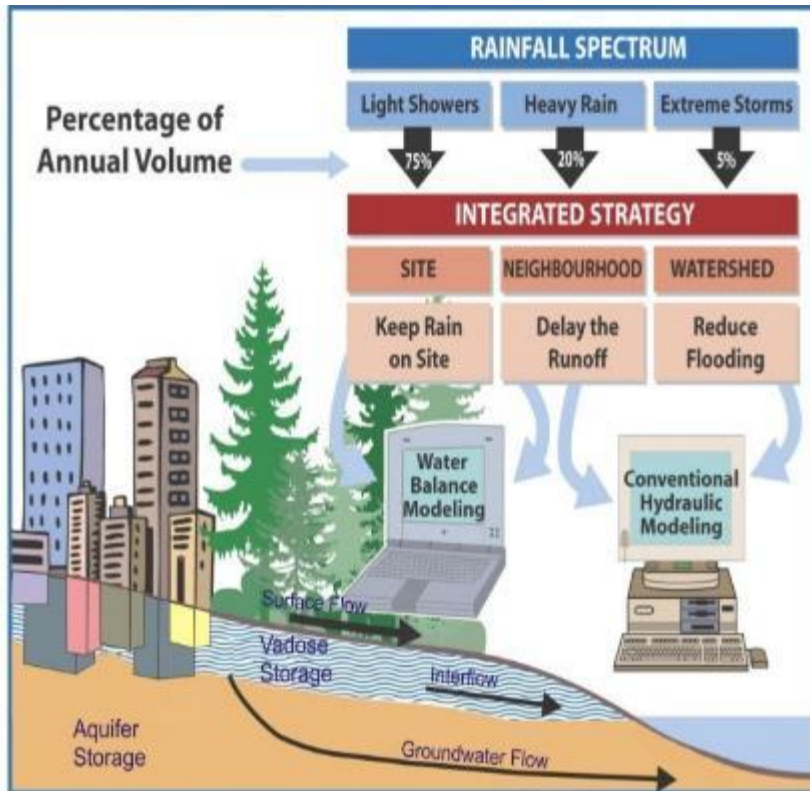 RAINFALL SPECTRUM
Light Showers
Heavy Rain
Extreme Storms
Percentage of
Annual Volume
75%
20%
5%
INTEGRATED STRATEGY
SITE
NEIGHBOURHOOD
WATERSHED
Keep Rain
on Site
Delay the
Runoff
Reduce
Flooding
Water
Balance
Modeling
Conventional
Hydraulic
Modeling
Surface Flow
Vadose
Storage
Interflow
Aquifer
Storage
Groundwater Flow